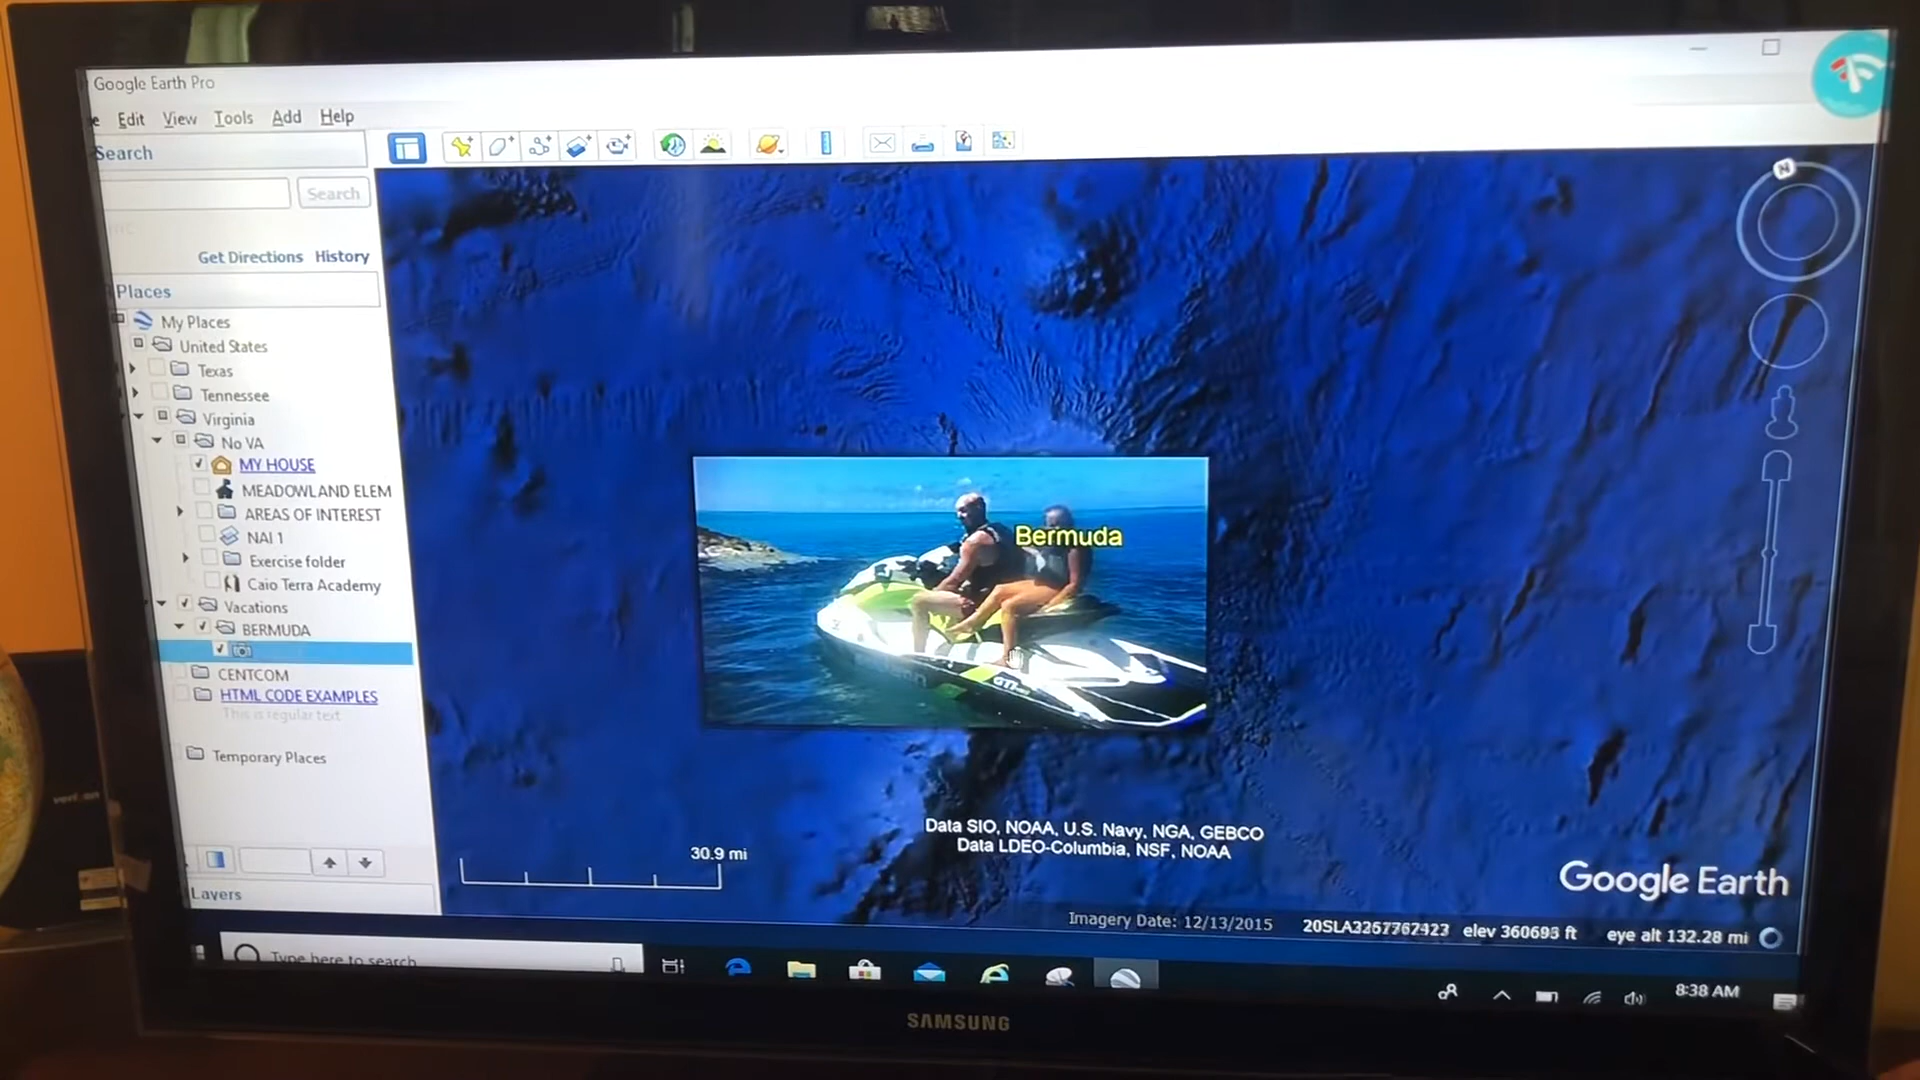 Google Earth Pro
Edit View Tools Add Help
Search
Search
Get Directions History
Places
My Places
United States
Texas
Tennessee
Virginia
No VA
MY HOUSE
MEADOWLAND ELEM
AREAS OF INTEREST
NAI 1
Exercise folder
Caio Terra Academy
Vacations
BERMUDA
CENTCOM
HTML CODE EXAMPLES
This is regular text
Temporary Places
Layers
N
Bermuda
GTI
30.9 mi
Data SIO, NOAA, U.S. Navy, NGA, GEBCO
Data LDEO-Columbia, NSF, NOAA
Google Earth
Imagery Date: 12/13/2015 elev 360693 ft eye alt 132.28 mi
Type here to search
8:38 AM
SAMSUNG